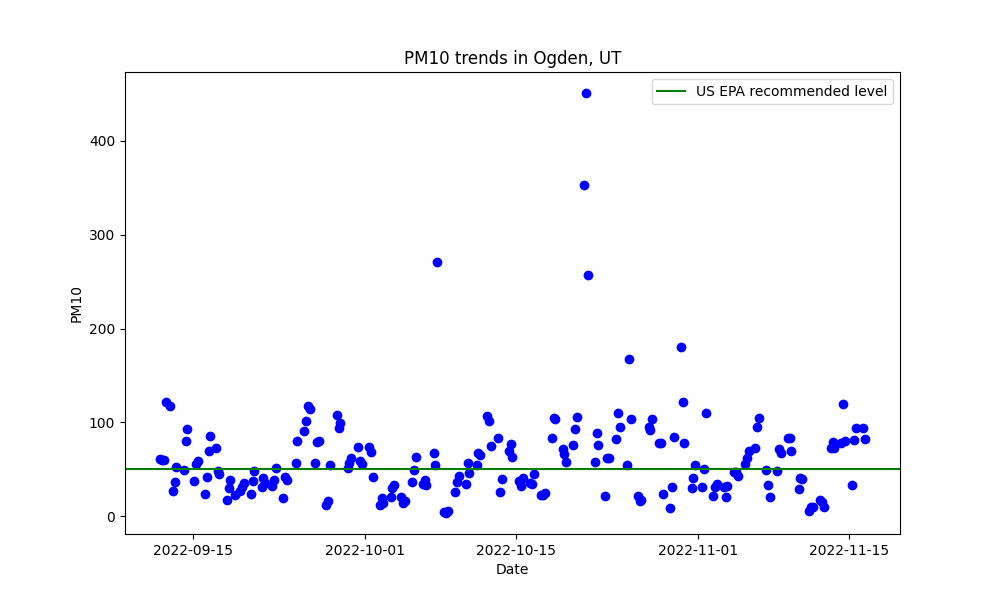 PM10 trends in Ogden, UT
US EPA recommended level
PM10
400
300
200
100
0
2022-09-15
2022-10-01
2022-10-15
2022-11-01
2022-11-15
Date